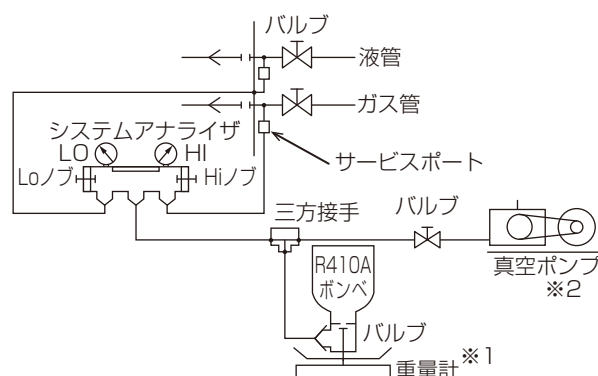 バルブ
液管
ガス管
システムアナライザ
LO HI
サービスポート
Loノブ Hiノブ
三方接手
バルブ
R410A
ボンベ
真空ポンプ
※2
バルブ
重量計※1